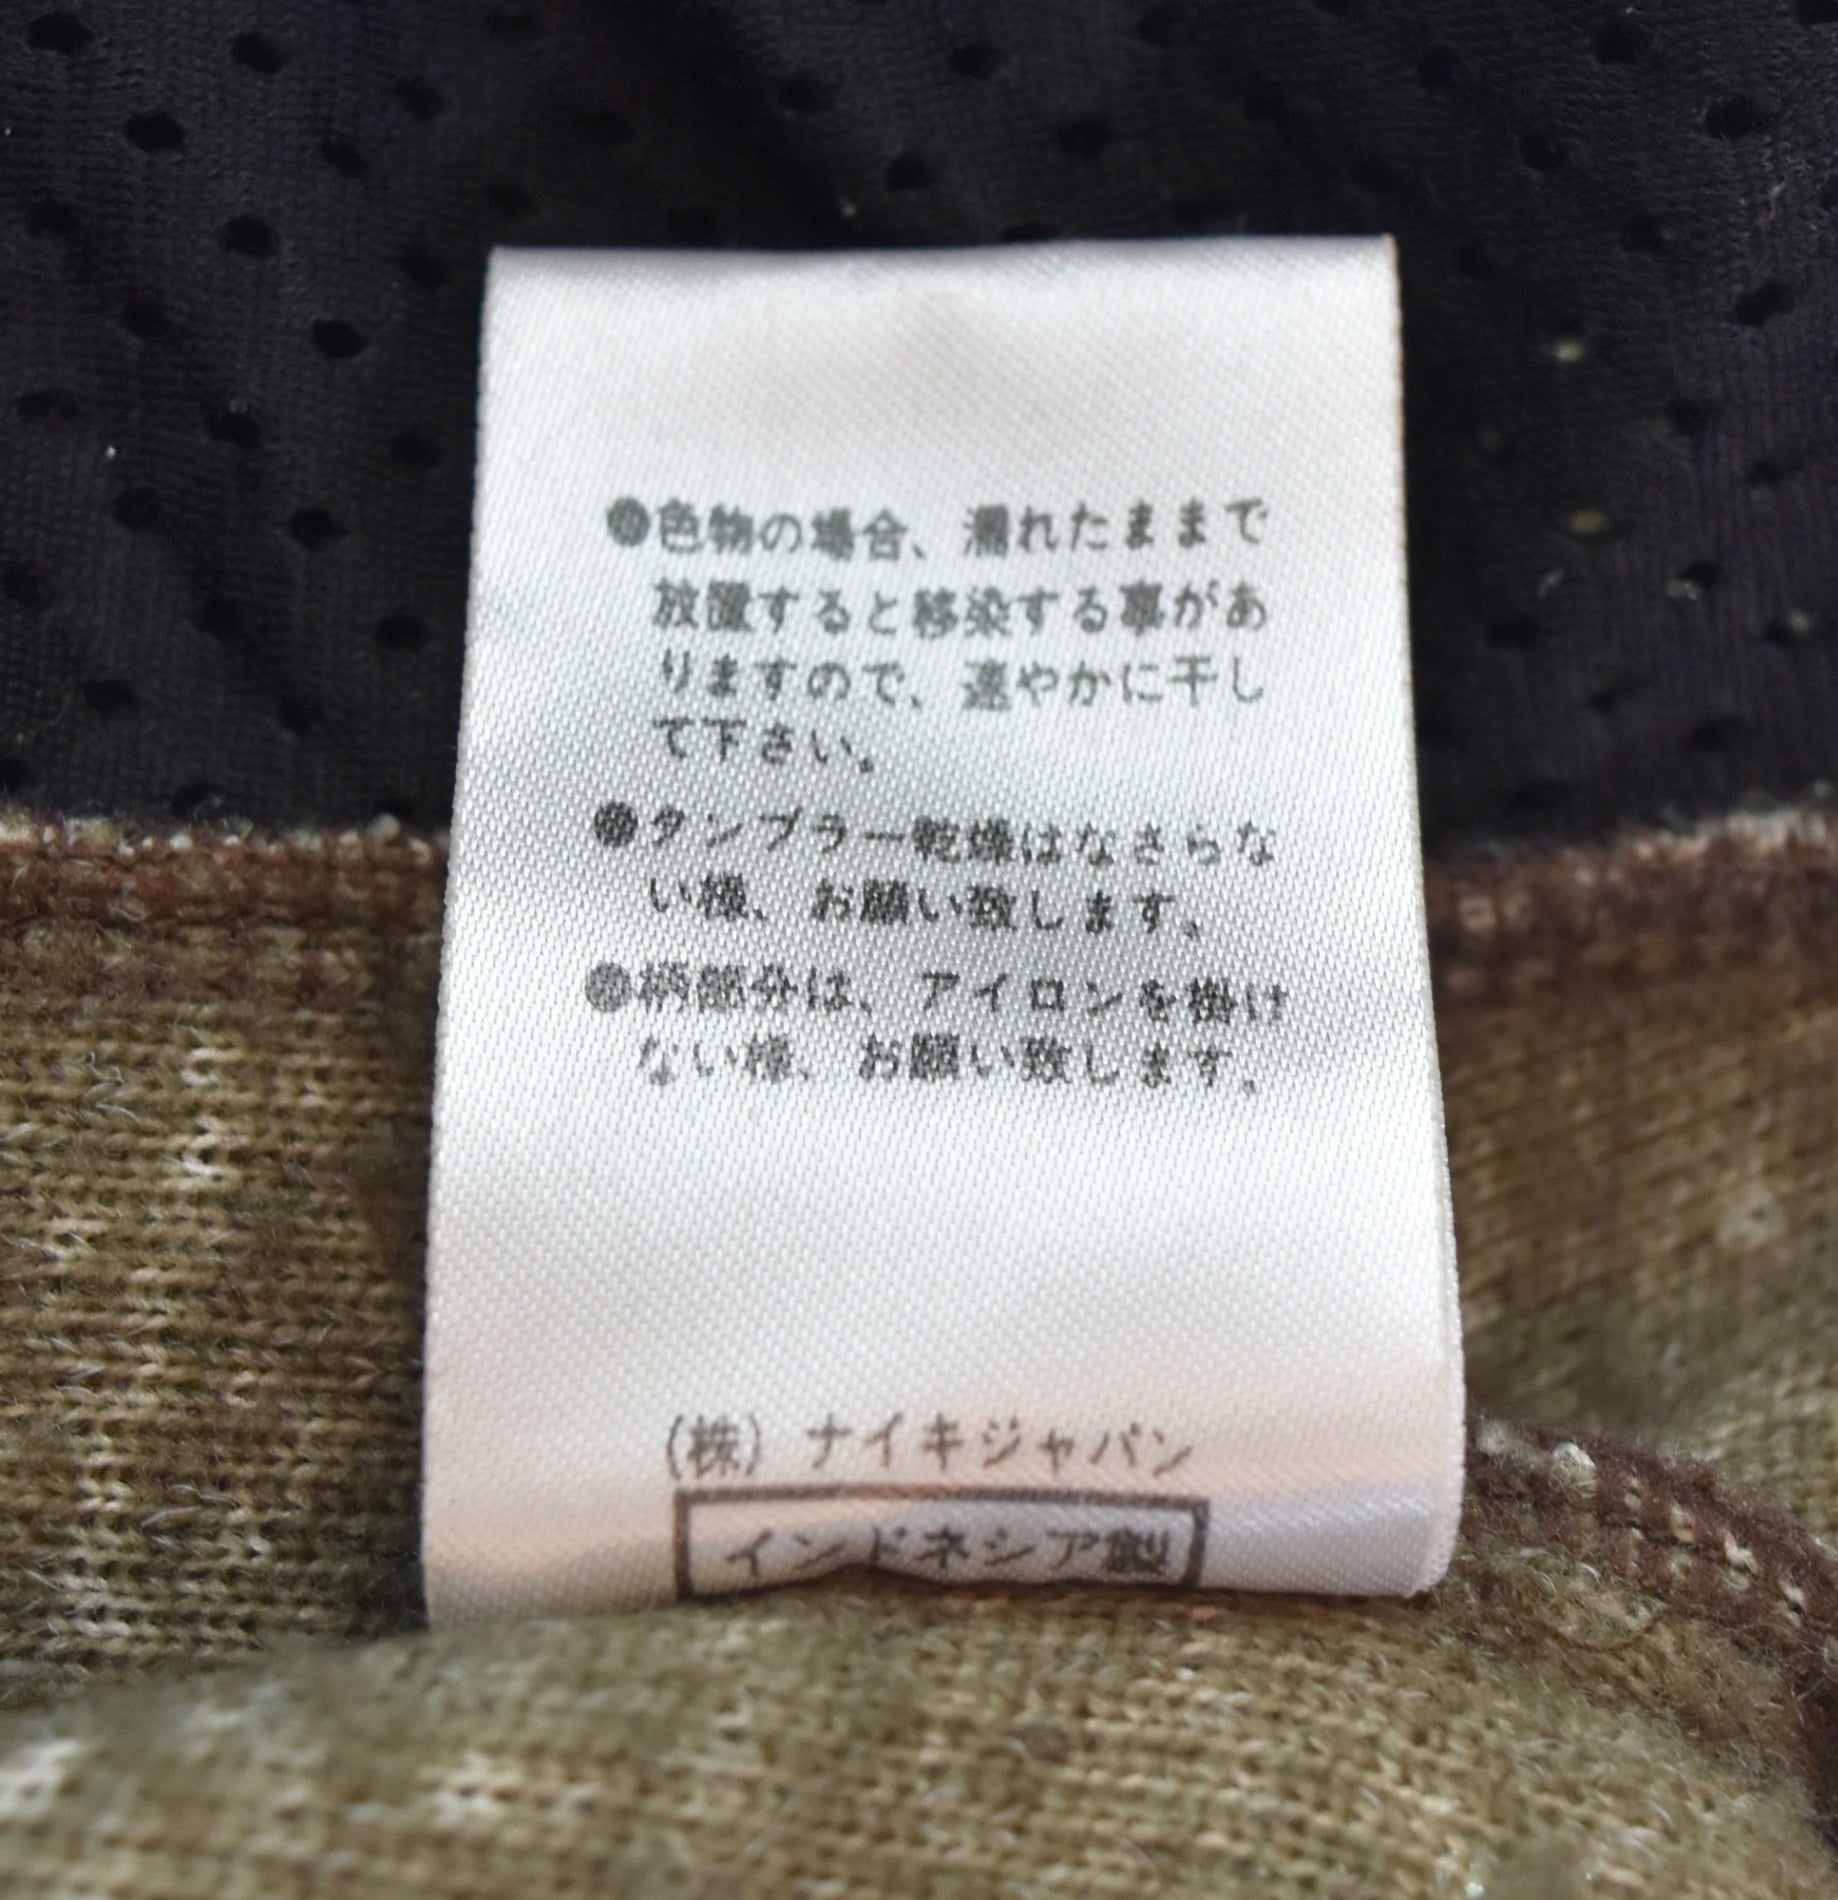 ●色物の場合、濡れたままで
放置すると移染する事があ
りますので、速やかに干し
て下さい。
●タンブラー乾燥はなさらな
い様、お願い致します。
●柄部分は、アイロンを掛け
ない様、お願い致します。
(株) ナイキジャパン
インドネシア製